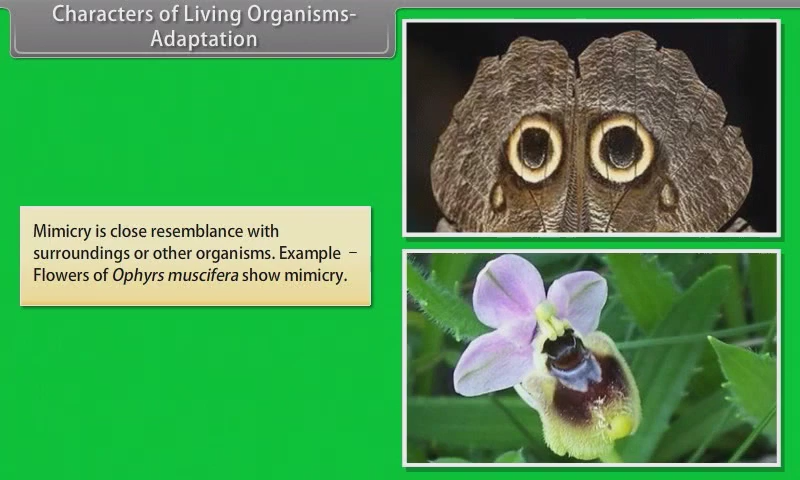 Characters of Living Organisms-
Adaptation
Mimicry is close resemblance with
surroundings or other organisms. Example –
Flowers of Ophyrs muscifera show mimicry.